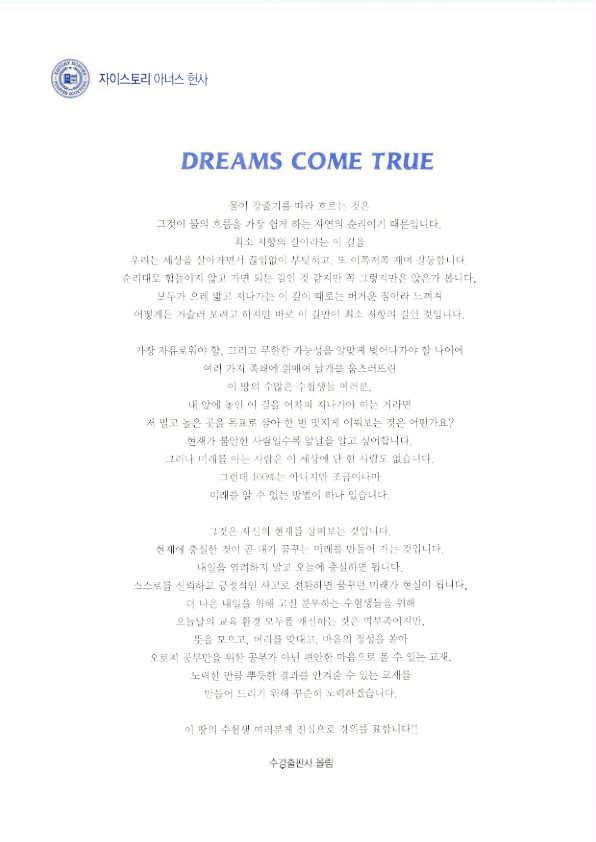 자이스토리 아너스 헌사
DREAMS COME TRUE
물이 강줄기를 따라 흐르는 것은
그것이 물의 흐름을 가장 쉽게 하는 자연의 순리이기 때문입니다.
최소 저항의 길이라는 이 길을
우리는 세상을 살아가면서 끊임없이 부딪히고, 또 이쪽저쪽 재며 갈등합니다.
순리대로 힘들이지 않고 가면 되는 길인 것 같지만 꼭 그렇지만은 않은가 봅니다.
모두가 으레 밟고 지나가는 이 길이 때로는 버거운 짐이라 느껴져
어떻게든 거슬러 보려고 하지만 바로 이 길만이 최소 저항의 길인 것입니다.
가장 자유로워야 할, 그리고 무한한 가능성을 알맞게 빚어나가야 할 나이에
여러 가지 족쇄에 얽매여 날개를 움츠러뜨린
이 땅의 수많은 수험생들 여러분,
내 앞에 놓인 이 길을 어차피 지나가야 하는 거라면
저 멀고 높은 곳을 목표로 삼아 한 번 멋지게 이뤄보는 것은 어떤가요?
현재가 불안한 사람일수록 앞날을 알고 싶어합니다.
그러나 미래를 아는 사람은 이 세상에 단 한 사람도 없습니다.
그런데 100%는 아니지만 조금이나마
미래를 알 수 있는 방법이 하나 있습니다.
그것은 자신의 현재를 살펴보는 것입니다.
현재에 충실한 것이 곧 내가 꿈꾸는 미래를 만들어 가는 것입니다.
내일을 염려하지 말고 오늘에 충실하면 됩니다.
스스로를 신뢰하고 긍정적인 사고로 전환하면 꿈꾸던 미래가 현실이 됩니다.
더 나은 내일을 위해 고전 분투하는 수험생들을 위해
오늘날의 교육 환경 모두를 개선하는 것은 역부족이지만,
뜻을 모으고, 머리를 맞대고, 마음의 정성을 쏟아
오로지 공부만을 위한 공부가 아닌 편안한 마음으로 볼 수 있는 교재,
노력한 만큼 뿌듯한 결과를 안겨줄 수 있는 교재를
만들어 드리기 위해 꾸준히 노력하겠습니다.
이 땅의 수험생 여러분께 진심으로 경의를 표합니다!!
수경출판사 올림